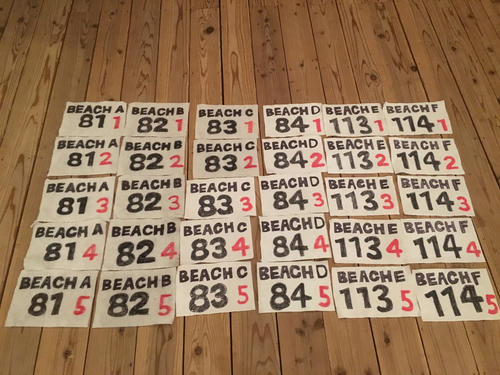 BEACH A
81 1
BEACH B
82 1
BEACH C
83 1
BEACH D
84 1
BEACH E
113 1
BEACH F
114 1
BEACH A
81 2
BEACH B
82 2
BEACH C
83 2
BEACH D
84 2
BEACH E
113 2
BEACH F
114 2
BEACH A
81 3
BEACH B
82 3
BEACH C
83 3
BEACH D
84 3
BEACH E
113 3
BEACH F
114 3
BEACH A
81 4
BEACH B
82 4
BEACH C
83 4
BEACH D
84 4
BEACH E
113 4
BEACH F
114 4
BEACH A
81 5
BEACH B
82 5
BEACH C
83 5
BEACH D
84 5
BEACH E
113 5
BEACH F
114 5